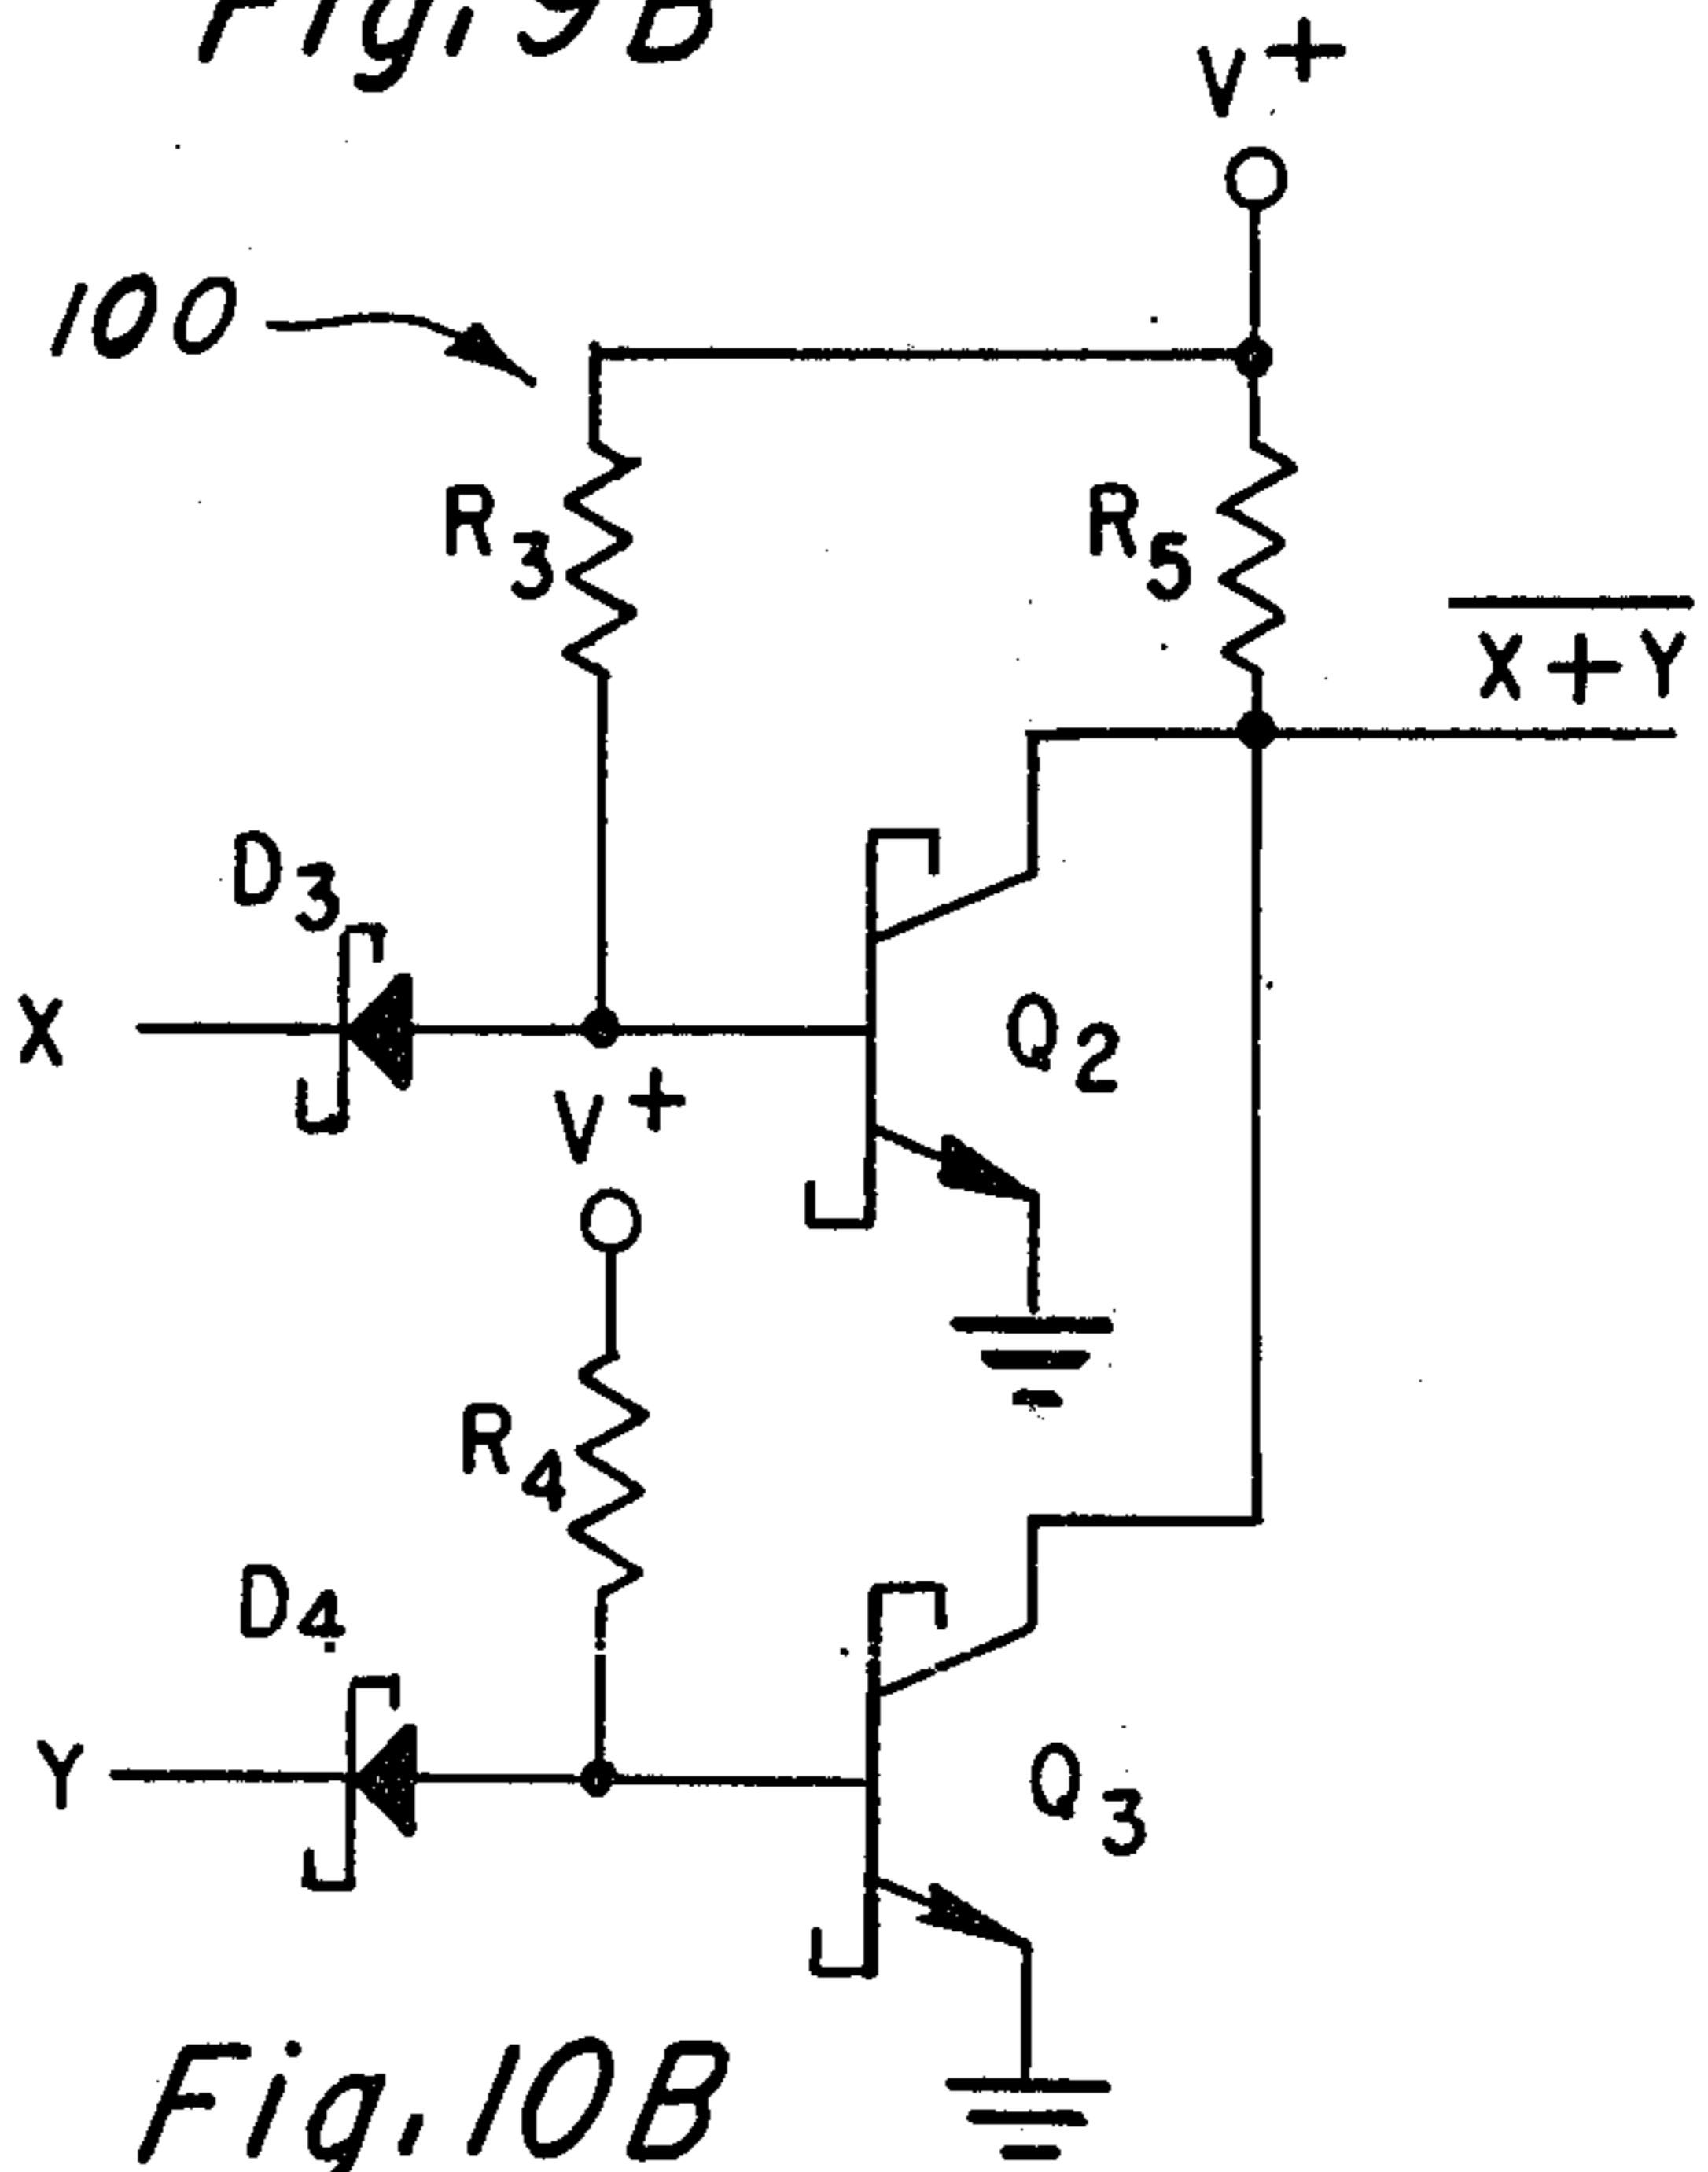 Fig. 9B
V+
100
R3
R5
X+Y
D3
X
Q2
V+
R4
D4
Y
Q3
Fig. 10B